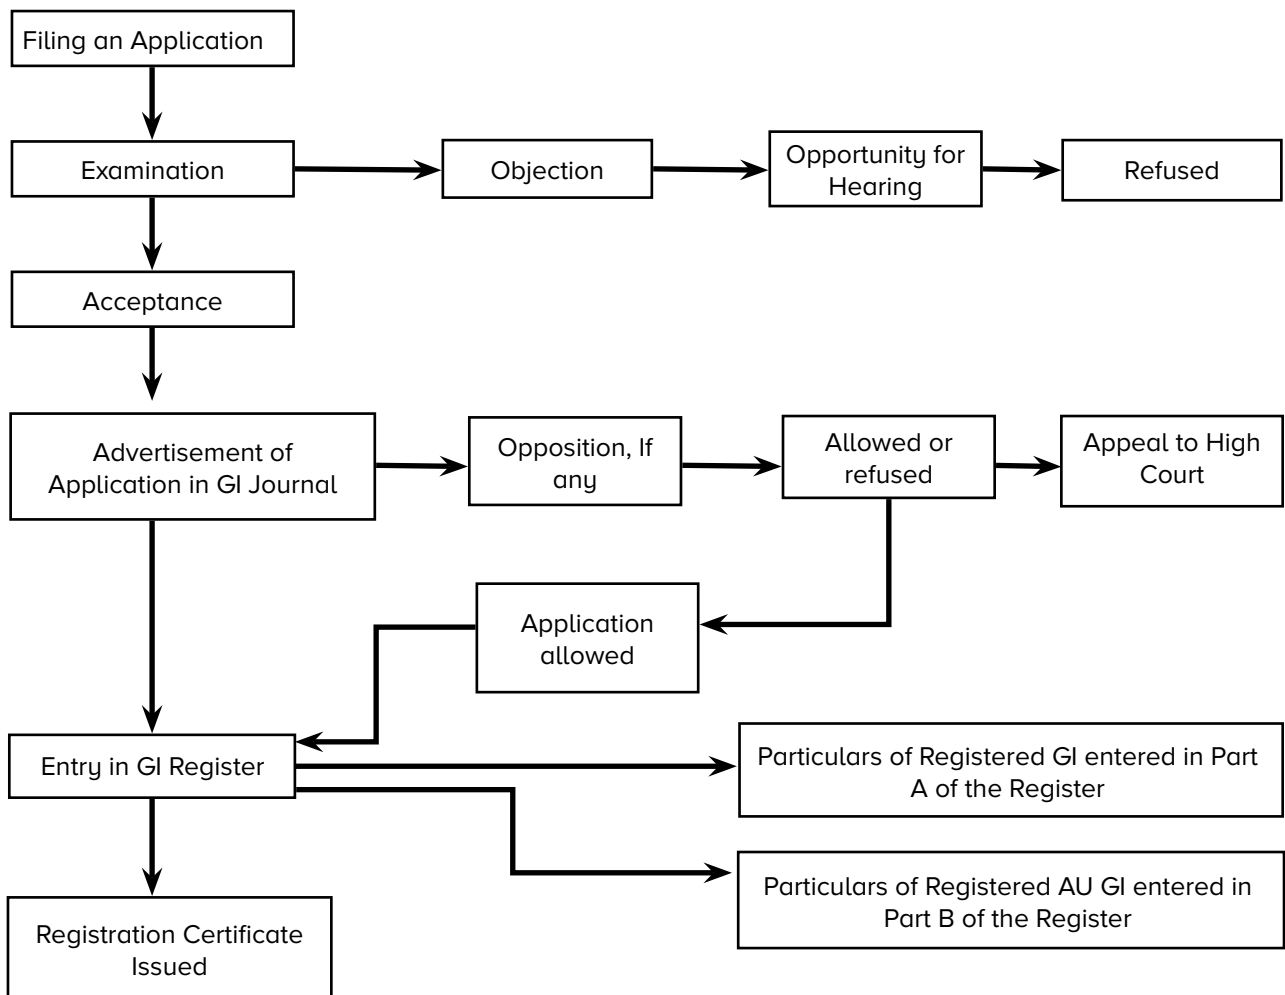 Filing an Application
Examination
Objection
Opportunity for
Hearing
Refused
Acceptance
Advertisement of
Application in GI Journal
Opposition, If
any
Allowed or
refused
Appeal to High
Court
Application
allowed
Entry in GI Register
Particulars of Registered GI entered in Part
A of the Register
Particulars of Registered AU GI entered in
Part B of the Register
Registration Certificate
Issued